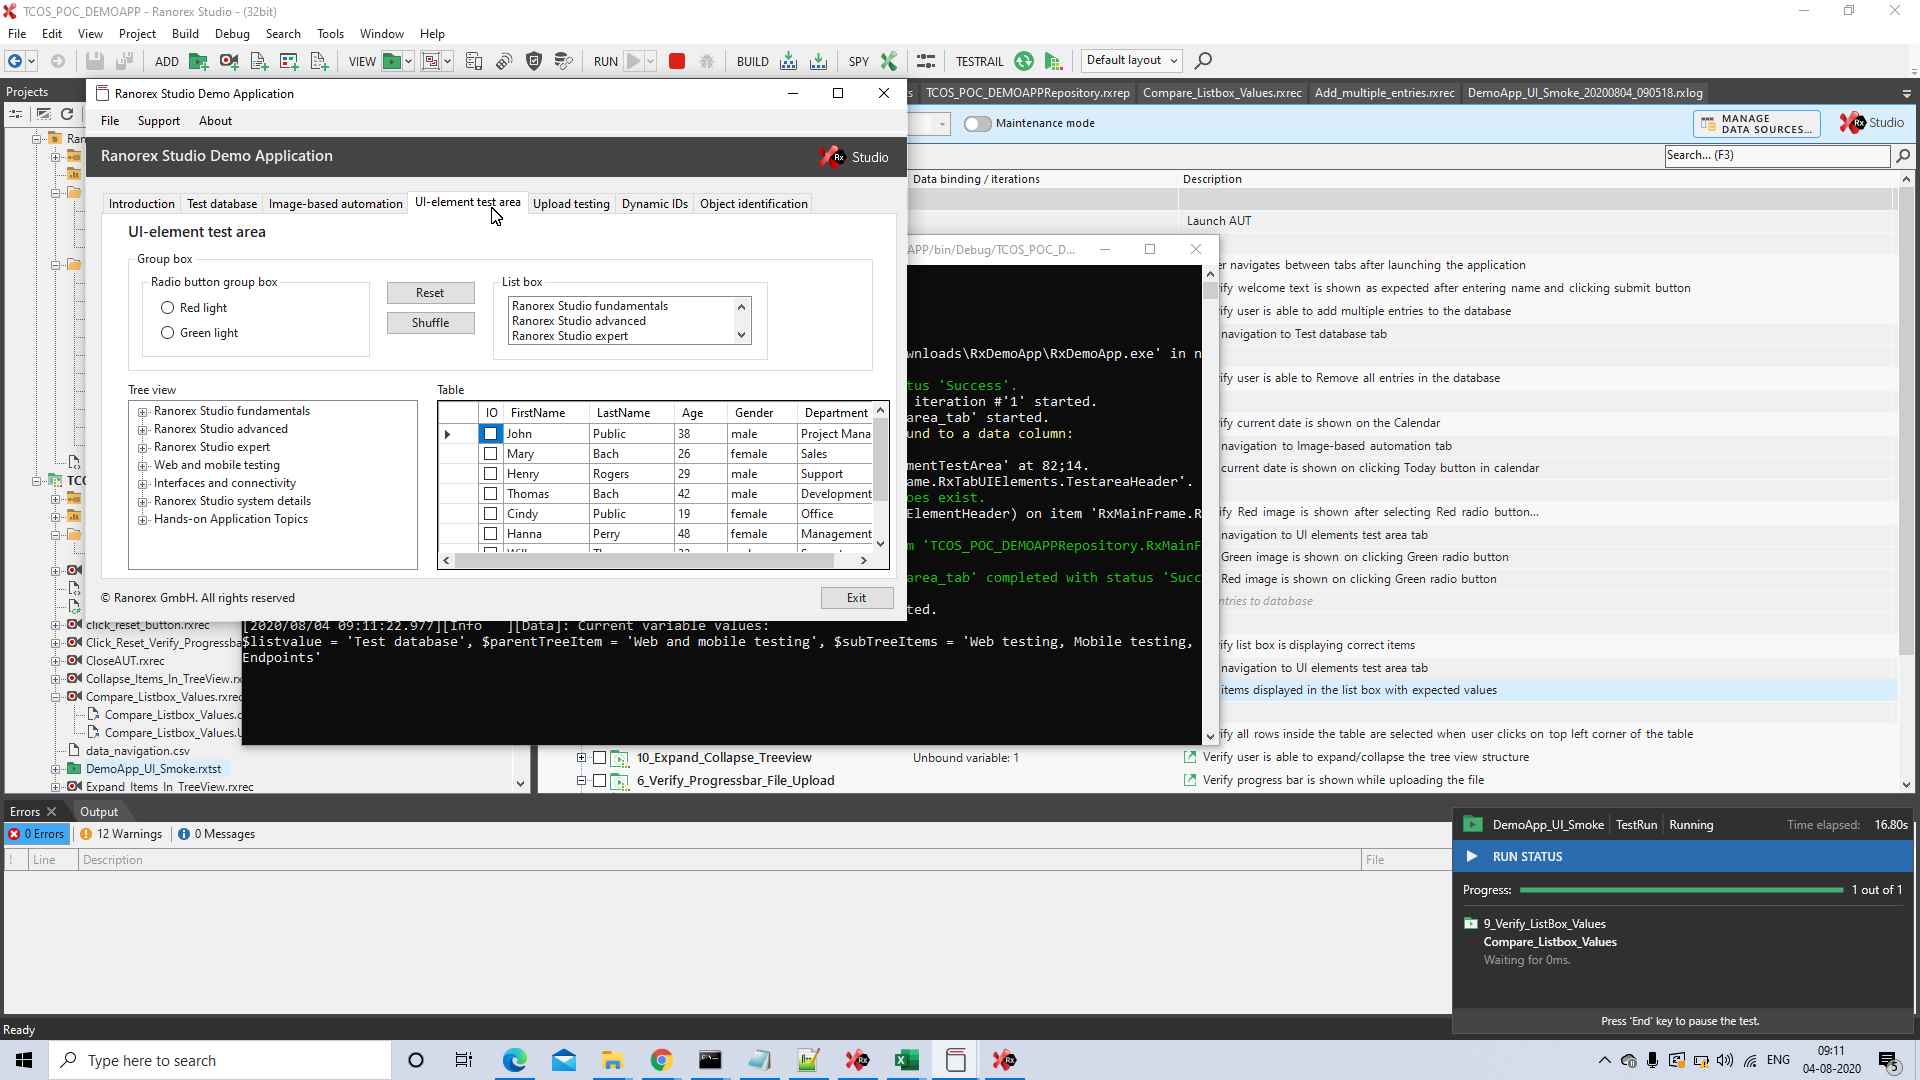 TCOS_POC_DEMOAPP - Ranorex Studio - (32bit)
File Edit View Project Build Debug Search Tools Window Help
ADD VIEW RUN BUILD SPY TESTRAIL Default layout
Projects
TCOS_POC_DEMOAPPRepository.rxrep Compare_Listbox_Values.rxrec Add_multiple_entries.rxrec DemoApp_UI_Smoke_20200804_090518.rxlog
Maintenance mode
MANAGE
DATA SOURCES...
Rx Studio
Search... (F3)
Data binding / iterations Description
Launch AUT
er navigates between tabs after launching the application
ify welcome text is shown as expected after entering name and clicking submit button
ify user is able to add multiple entries to the database
navigation to Test database tab
ify user is able to Remove all entries in the database
ify current date is shown on the Calendar
navigation to Image-based automation tab
current date is shown on clicking Today button in calendar
ify Red image is shown after selecting Red radio button...
navigation to UI elements test area tab
Green image is shown on clicking Green radio button
Red image is shown on clicking Green radio button
ntries to database
ify list box is displaying correct items
navigation to UI elements test area tab
items displayed in the list box with expected values
ify all rows inside the table are selected when user clicks on top left corner of the table
10_Expand_Collapse_Treeview Unbound variable: 1 Verify user is able to expand/collapse the tree view structure
6_Verify_Progressbar_File_Upload Verify progress bar is shown while uploading the file
Ranorex Studio Demo Application
File Support About
Ranorex Studio Demo Application
Rx Studio
Introduction Test database Image-based automation UI-element test area Upload testing Dynamic IDs Object identification
UI-element test area
Group box
Radio button group box
Red light
Green light
Reset
Shuffle
List box
Ranorex Studio fundamentals
Ranorex Studio advanced
Ranorex Studio expert
Tree view
Ranorex Studio fundamentals
Ranorex Studio advanced
Ranorex Studio expert
Web and mobile testing
Interfaces and connectivity
Ranorex Studio system details
Hands-on Application Topics
Table
IO FirstName LastName Age Gender Department
John Public 38 male Project Mana
Mary Bach 26 female Sales
Henry Rogers 29 male Support
Thomas Bach 42 male Development
Cindy Public 19 female Office
Hanna Perry 48 female Management
© Ranorex GmbH. All rights reserved
Exit
APP/bin/Debug/TCOS_POC_D...
wnloads\RxDemoApp\RxDemoApp.exe' in n
tus 'Success'.
iteration #'1' started.
area_tab' started.
und to a data column:
mentTestArea' at 82;14.
ame.RxTabUIElements.TestareaHeader'.
oes exist.
ElementHeader) on item 'RxMainFrame.R
m 'TCOS_POC_DEMOAPPRepository.RxMainF
area_tab' completed with status 'Succ
ted.
[2020/08/04 09:11:22.977][Info ][Data]: Current variable values:
$listvalue = 'Test database', $parentTreeItem = 'Web and mobile testing', $subTreeItems = 'Web testing, Mobile testing,
Endpoints'
Ran
TCO
click_reset_button.rxrec
Click_Reset_Verify_Progressba
CloseAUT.rxrec
Collapse_Items_In_TreeView.rx
Compare_Listbox_Values.rxrec
Compare_Listbox_Values.c
Compare_Listbox_Values.U
data_navigation.csv
DemoApp_UI_Smoke.rxtst
Expand_Items_In_TreeView.rxrec
Errors Output
0 Errors 12 Warnings 0 Messages
! Line Description File
DemoApp_UI_Smoke TestRun Running Time elapsed: 16.80s
RUN STATUS
Progress: 1 out of 1
9_Verify_ListBox_Values
Compare_Listbox_Values
Waiting for 0ms.
Press 'End' key to pause the test.
Ready
Type here to search
ENG
09:11
04-08-2020
5